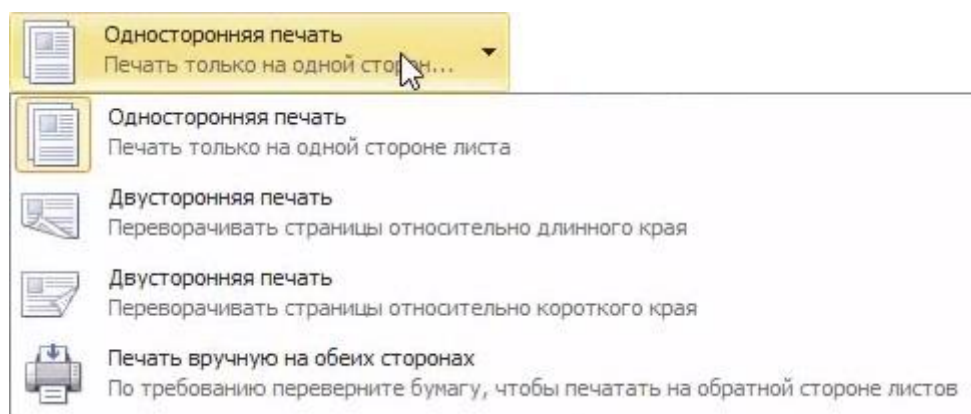 Односторонняя печать
Печать только на одной сторон...
Односторонняя печать
Печать только на одной стороне листа
Двусторонняя печать
Переворачивать страницы относительно длинного края
Двусторонняя печать
Переворачивать страницы относительно короткого края
Печать вручную на обеих сторонах
По требованию переверните бумагу, чтобы печатать на обратной стороне листов